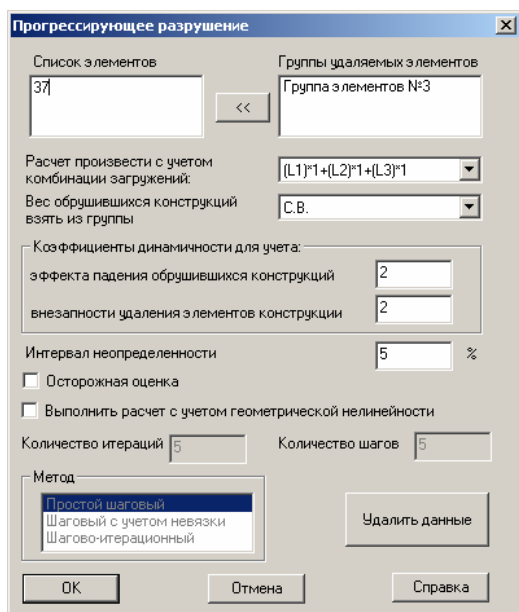 Прогрессирующее разрушение
Список элементов
Группы удаляемых элементов
37
<<
Группа элементов №3
Расчет произвести с учетом
комбинации загружений:
(L1)*1+(L2)*1+(L3)*1
Вес обрушившихся конструкций
взять из группы
С.В.
Коэффициенты динамичности для учета:
эффекта падения обрушившихся конструкций
2
внезапности удаления элементов конструкции
2
Интервал неопределенности
5 %
Осторожная оценка
Выполнить расчет с учетом геометрической нелинейности
Количество итераций 5 Количество шагов 5
Метод
Простой шаговый
Шаговый с учетом невязки
Шагово-итерационный
Удалить данные
OK Отмена Справка